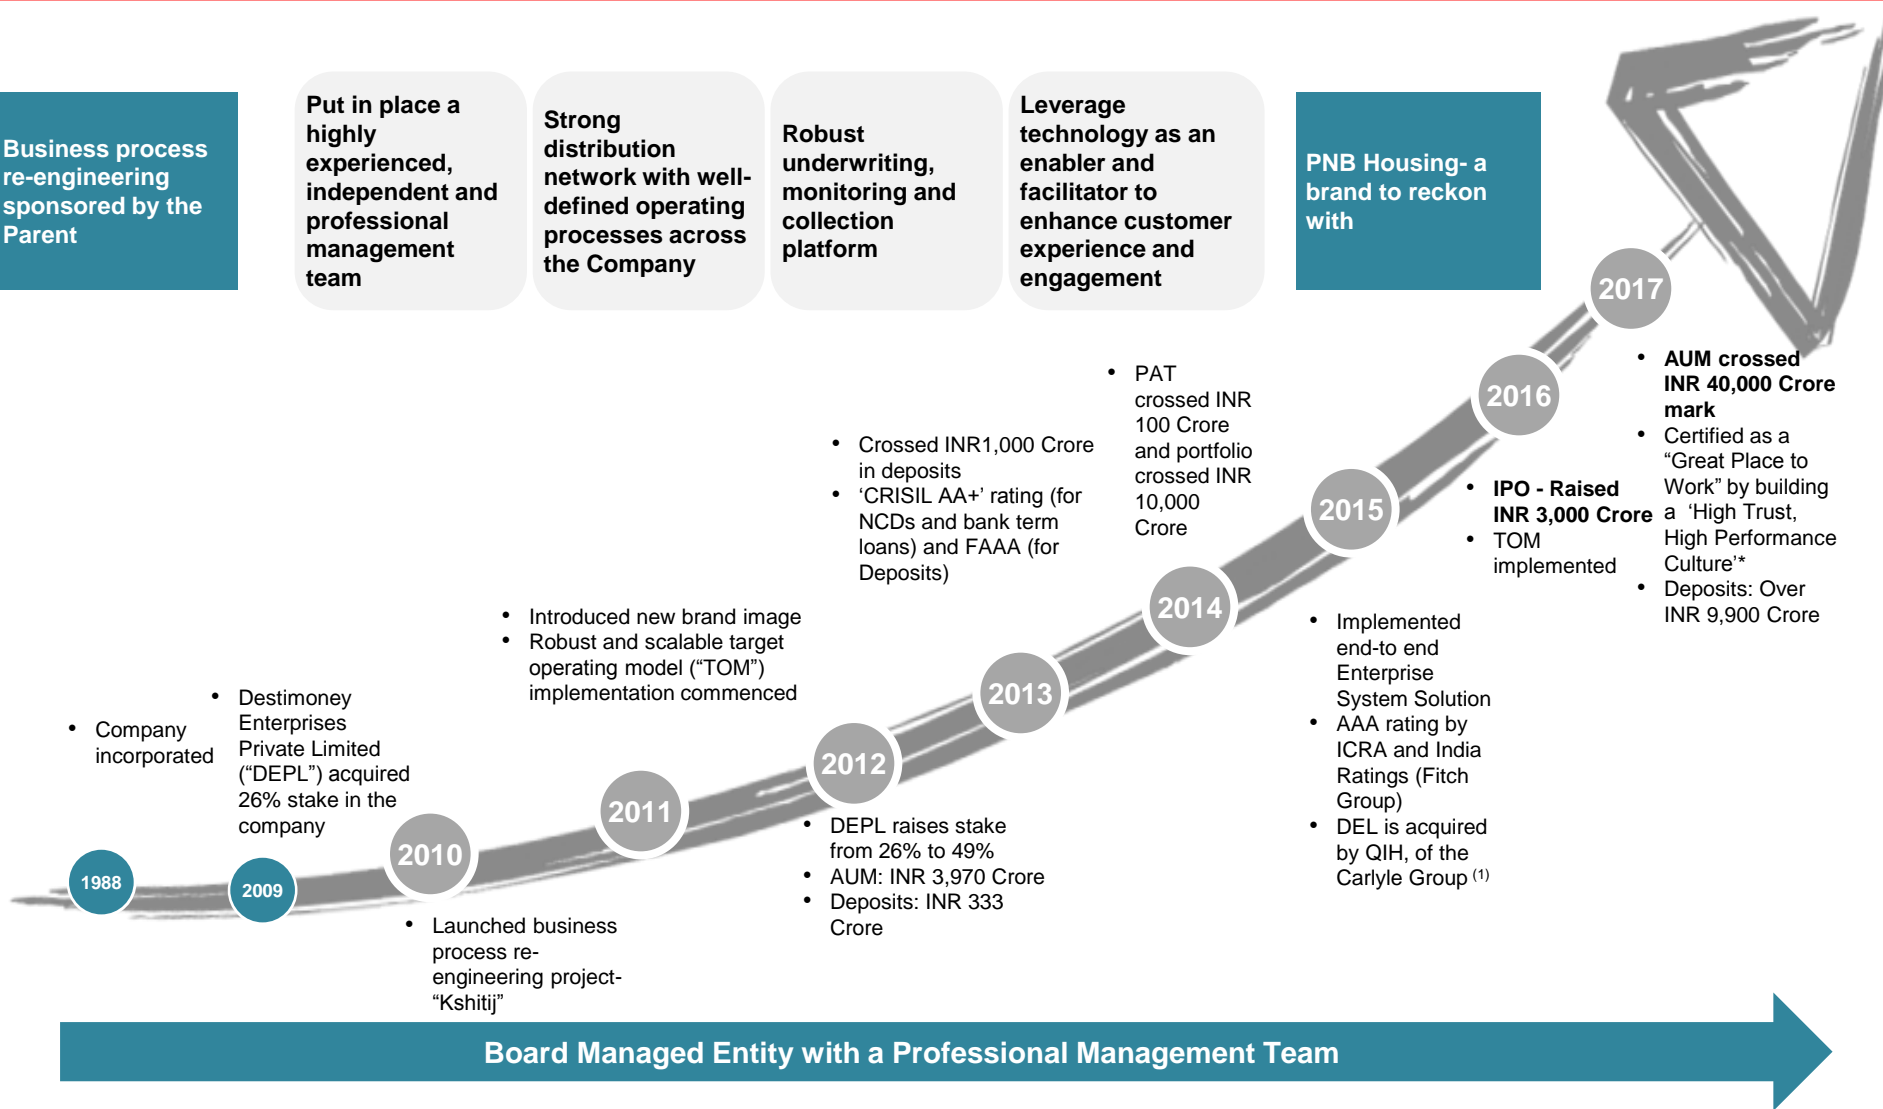 Business process
re-engineering
sponsored by the
Parent
Put in place a
highly
experienced,
independent and
professional
management
team
Strong
distribution
network with well-
defined operating
processes across
the Company
Robust
underwriting,
monitoring and
collection
platform
Leverage
technology as an
enabler and
facilitator to
enhance customer
experience and
engagement
PNB Housing- a
brand to reckon
with
1988
• Company
incorporated
2009
• Destimoney
Enterprises
Private Limited
(“DEPL”) acquired
26% stake in the
company
2010
• Launched business
process re-
engineering project-
“Kshitij”
2011
• Introduced new brand image
• Robust and scalable target
operating model (“TOM”)
implementation commenced
2012
• DEPL raises stake
from 26% to 49%
• AUM: INR 3,970 Crore
• Deposits: INR 333
Crore
2013
• Crossed INR1,000 Crore
in deposits
• ‘CRISIL AA+’ rating (for
NCDs and bank term
loans) and FAAA (for
Deposits)
2014
• PAT
crossed INR
100 Crore
and portfolio
crossed INR
10,000
Crore
2015
• Implemented
end-to end
Enterprise
System Solution
• AAA rating by
ICRA and India
Ratings (Fitch
Group)
• DEL is acquired
by QIH, of the
Carlyle Group (1)
2016
• IPO - Raised
INR 3,000 Crore
• TOM
implemented
2017
• AUM crossed
INR 40,000 Crore
mark
• Certified as a
“Great Place to
Work” by building
a ‘High Trust,
High Performance
Culture’*
• Deposits: Over
INR 9,900 Crore
Board Managed Entity with a Professional Management Team